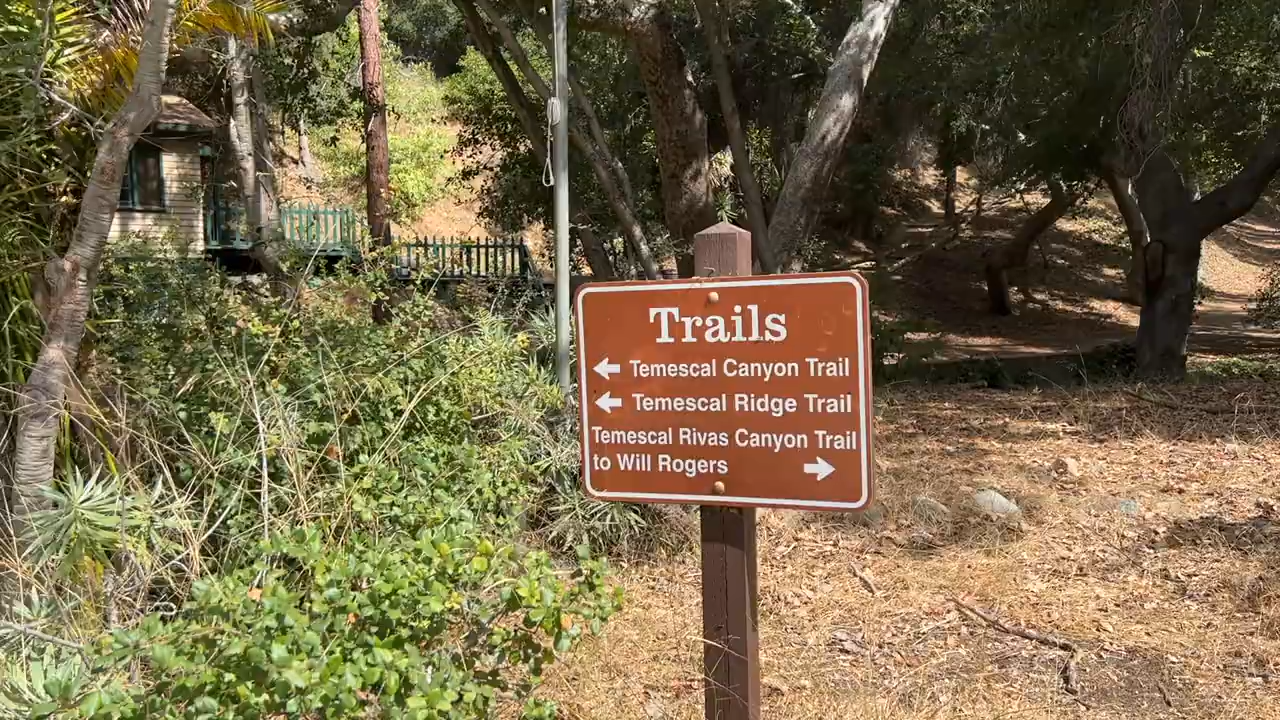 Trails
← Temescal Canyon Trail
← Temescal Ridge Trail
Temescal Rivas Canyon Trail
to Will Rogers →